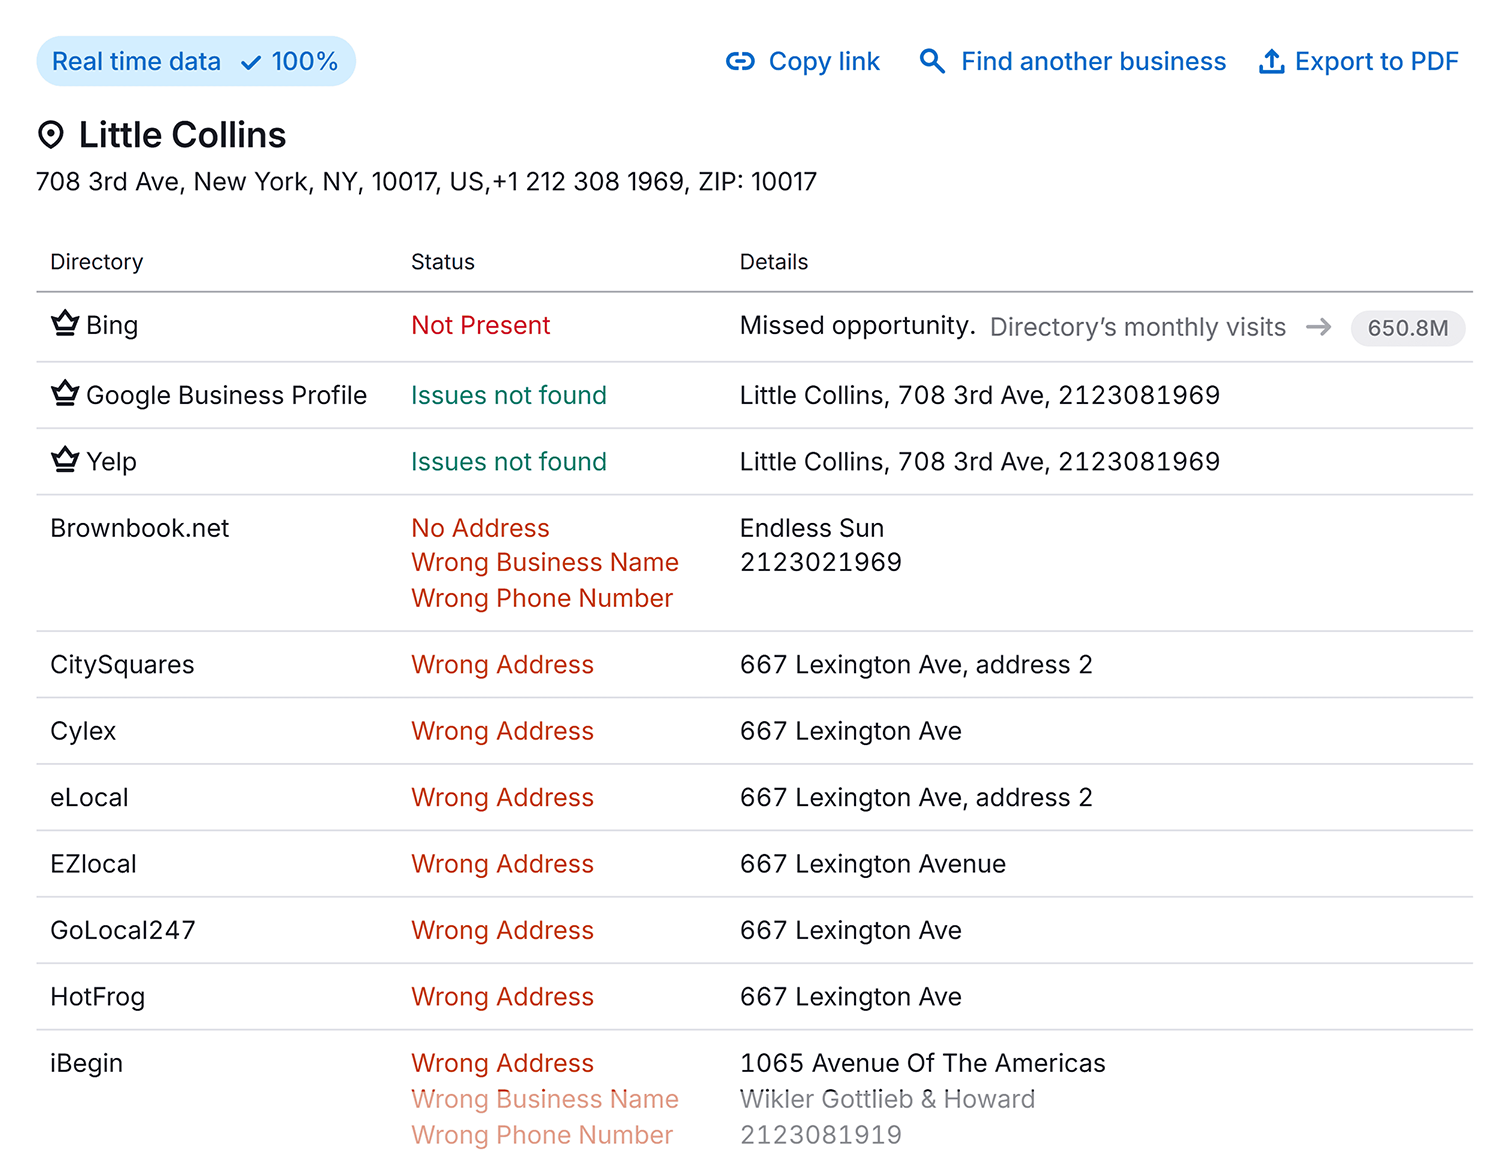 Real time data 100% Copy link Find another business Export to PDF
Little Collins
708 3rd Ave, New York, NY, 10017, US,+1 212 308 1969, ZIP: 10017
Directory Status Details
Bing Not Present Missed opportunity. Directory’s monthly visits → 650.8M
Google Business Profile Issues not found Little Collins, 708 3rd Ave, 2123081969
Yelp Issues not found Little Collins, 708 3rd Ave, 2123081969
Brownbook.net No Address Endless Sun
Wrong Business Name 2123021969
Wrong Phone Number
CitySquares Wrong Address 667 Lexington Ave, address 2
Cylex Wrong Address 667 Lexington Ave
eLocal Wrong Address 667 Lexington Ave, address 2
EZlocal Wrong Address 667 Lexington Avenue
GoLocal247 Wrong Address 667 Lexington Ave
HotFrog Wrong Address 667 Lexington Ave
iBegin Wrong Address 1065 Avenue Of The Americas
Wrong Business Name Wikler Gottlieb & Howard
Wrong Phone Number 2123081919